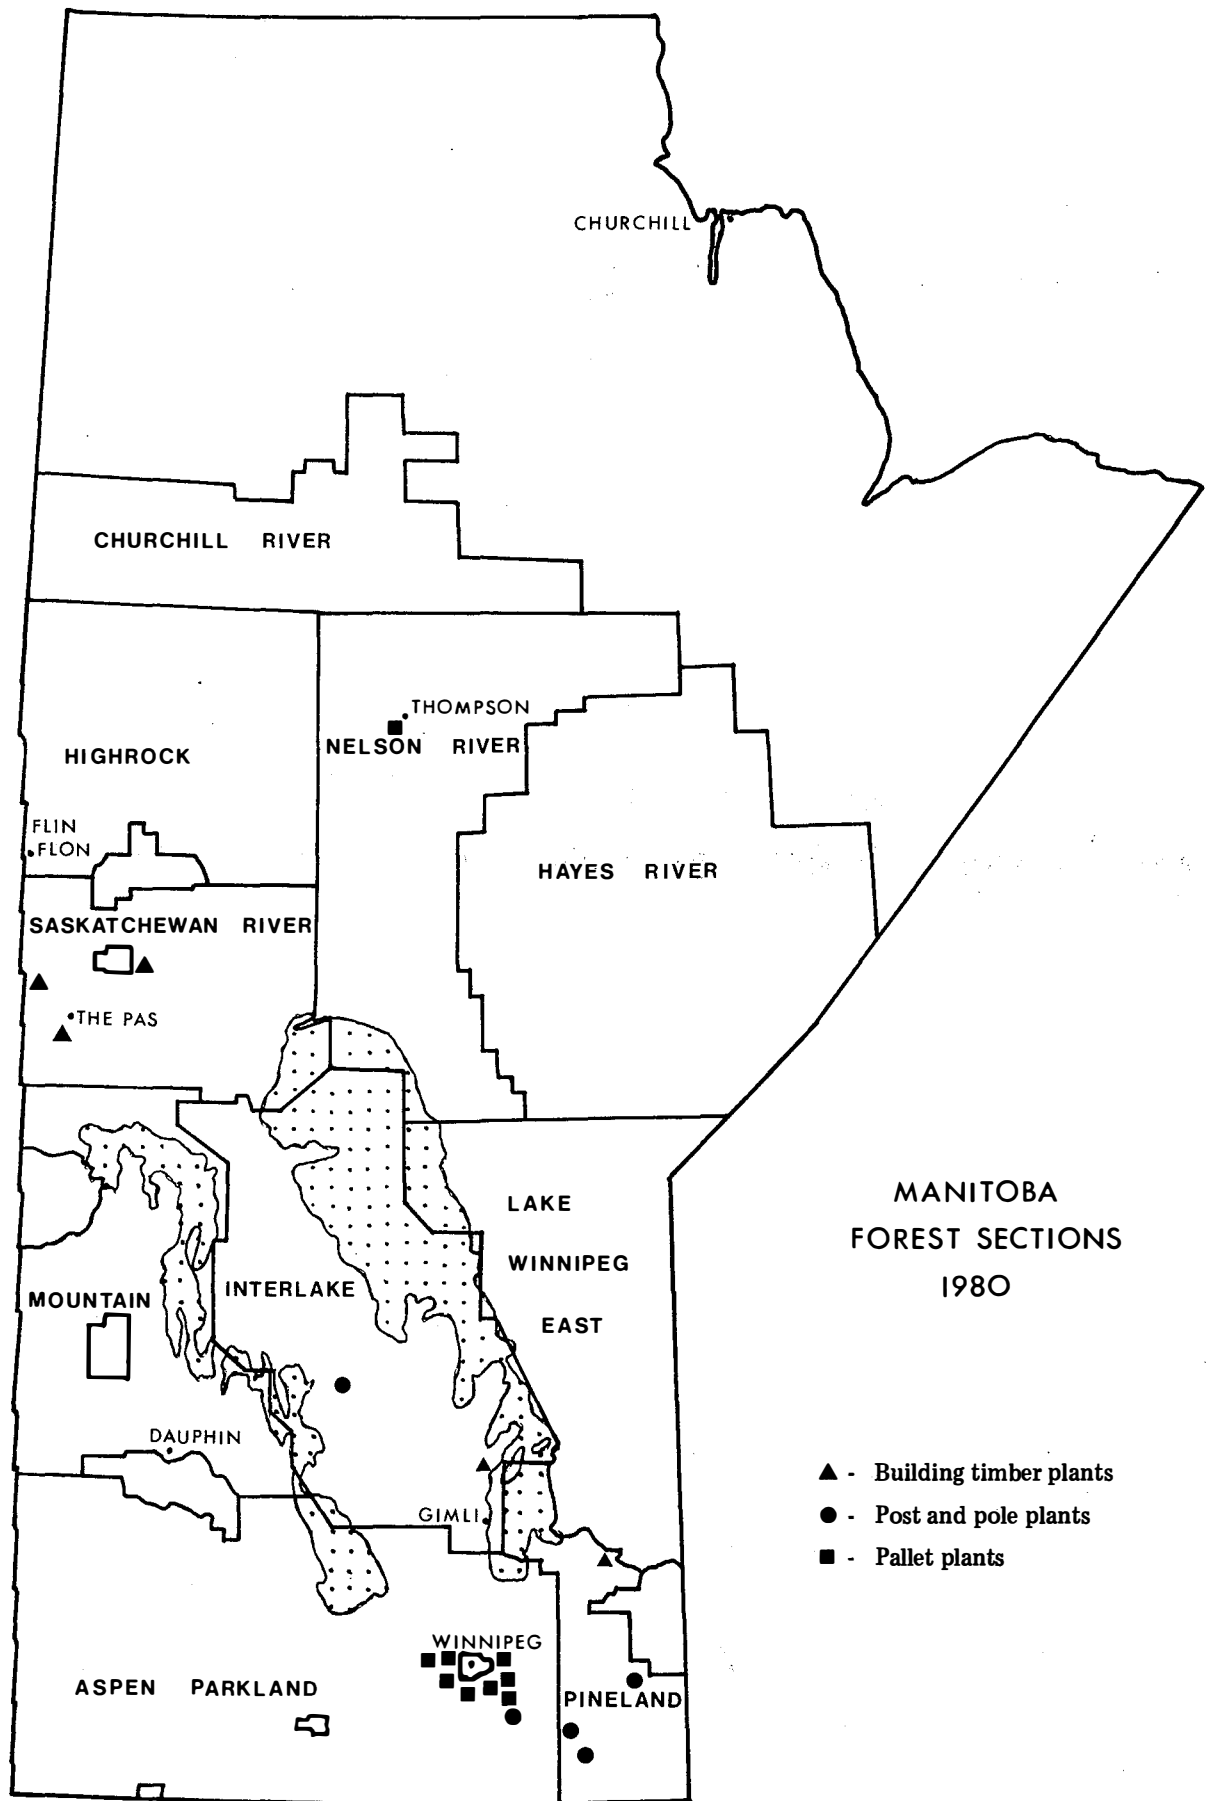 CHURCHILL
CHURCHILL RIVER
THOMPSON
NELSON RIVER
HIGHROCK
FLIN
FLON
HAYES RIVER
SASKATCHEWAN RIVER
THE PAS
LAKE
WINNIPEG
EAST
MANITOBA
FOREST SECTIONS
1980
INTERLAKE
MOUNTAIN
DAUPHIN
GIMLI
- Building timber plants
- Post and pole plants
- Pallet plants
WINNIPEG
ASPEN PARKLAND
PINELAND